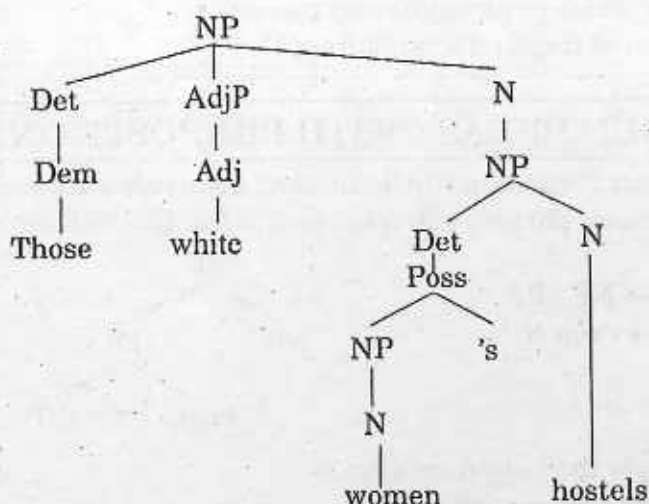 NP
Det AdjP N
Dem Adj NP
Those white Det N
Poss
NP 's
N
women hostels